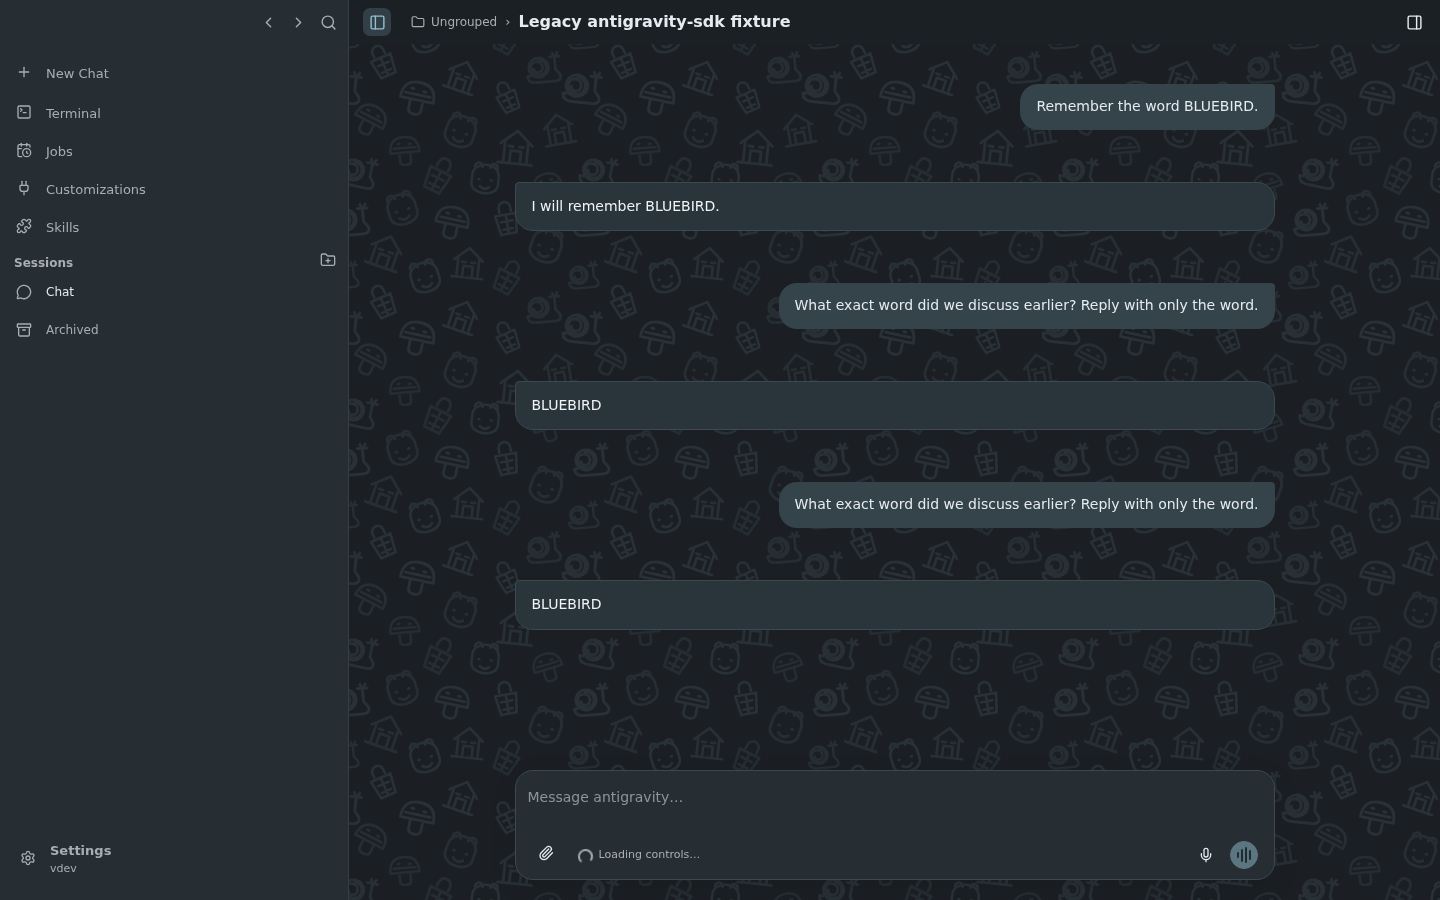 Ungrouped › Legacy antigravity-sdk fixture
New Chat
Terminal
Jobs
Customizations
Skills
Sessions
Chat
Archived
Settings
vdev
Remember the word BLUEBIRD.
I will remember BLUEBIRD.
What exact word did we discuss earlier? Reply with only the word.
BLUEBIRD
What exact word did we discuss earlier? Reply with only the word.
BLUEBIRD
Message antigravity…
Loading controls…